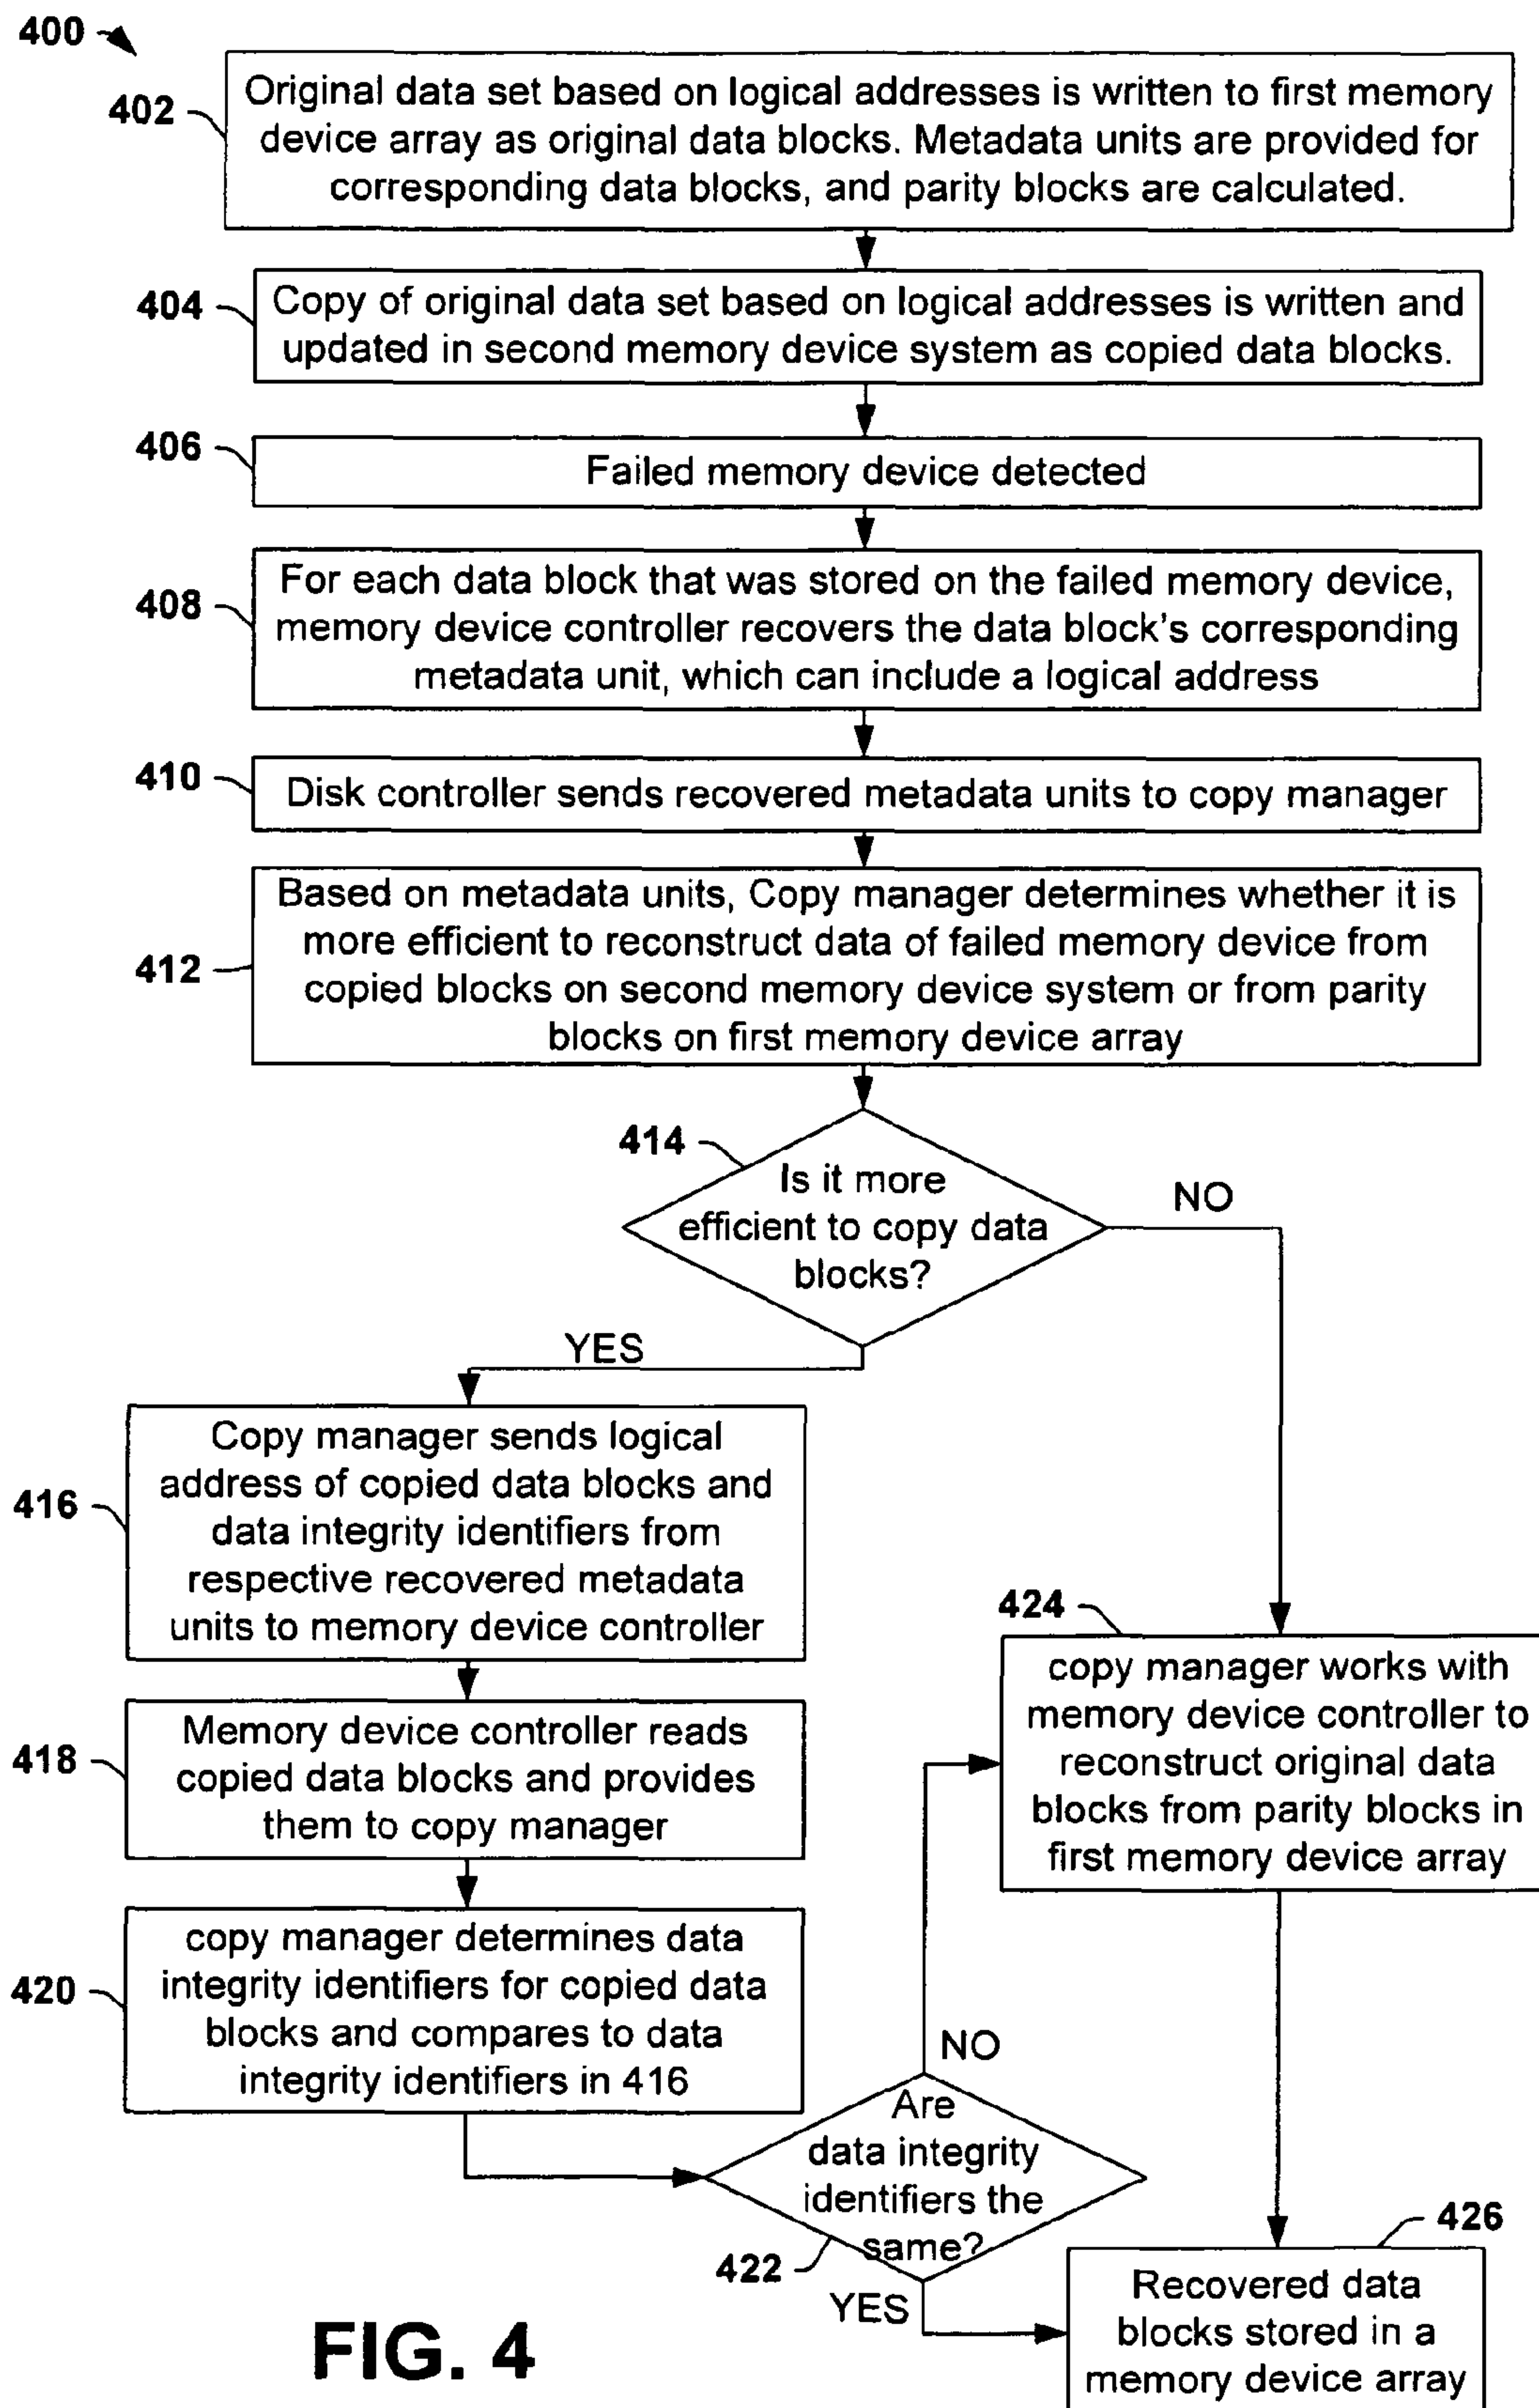 400
402
Original data set based on logical addresses is written to first memory
device array as original data blocks. Metadata units are provided for
corresponding data blocks, and parity blocks are calculated.
404
Copy of original data set based on logical addresses is written and
updated in second memory device system as copied data blocks.
406
Failed memory device detected
408
For each data block that was stored on the failed memory device,
memory device controller recovers the data block's corresponding
metadata unit, which can include a logical address
410
Disk controller sends recovered metadata units to copy manager
412
Based on metadata units, Copy manager determines whether it is
more efficient to reconstruct data of failed memory device from
copied blocks on second memory device system or from parity
blocks on first memory device array
414
Is it more
efficient to copy data
blocks?
NO
YES
416
Copy manager sends logical
address of copied data blocks and
data integrity identifiers from
respective recovered metadata
units to memory device controller
418
Memory device controller reads
copied data blocks and provides
them to copy manager
420
copy manager determines data
integrity identifiers for copied data
blocks and compares to data
integrity identifiers in 416
424
copy manager works with
memory device controller to
reconstruct original data
blocks from parity blocks in
first memory device array
NO
Are
data integrity
identifiers the
same?
422
YES
426
Recovered data
blocks stored in a
memory device array
FIG. 4